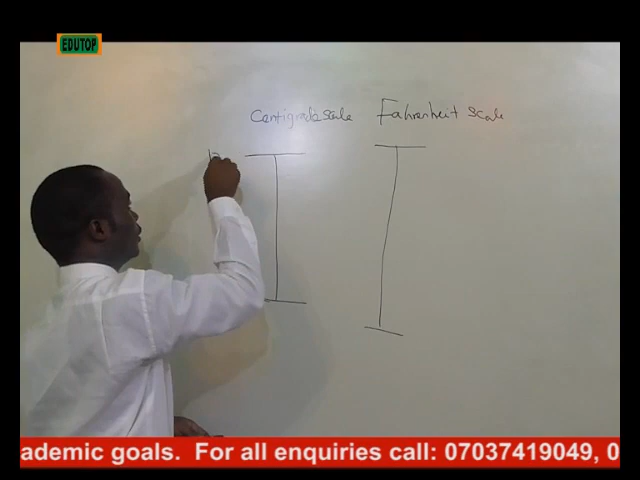 EDUTOP
Centigrade scale Fahrenheit scale
ademic goals. For all enquiries call: 07037419049, 0